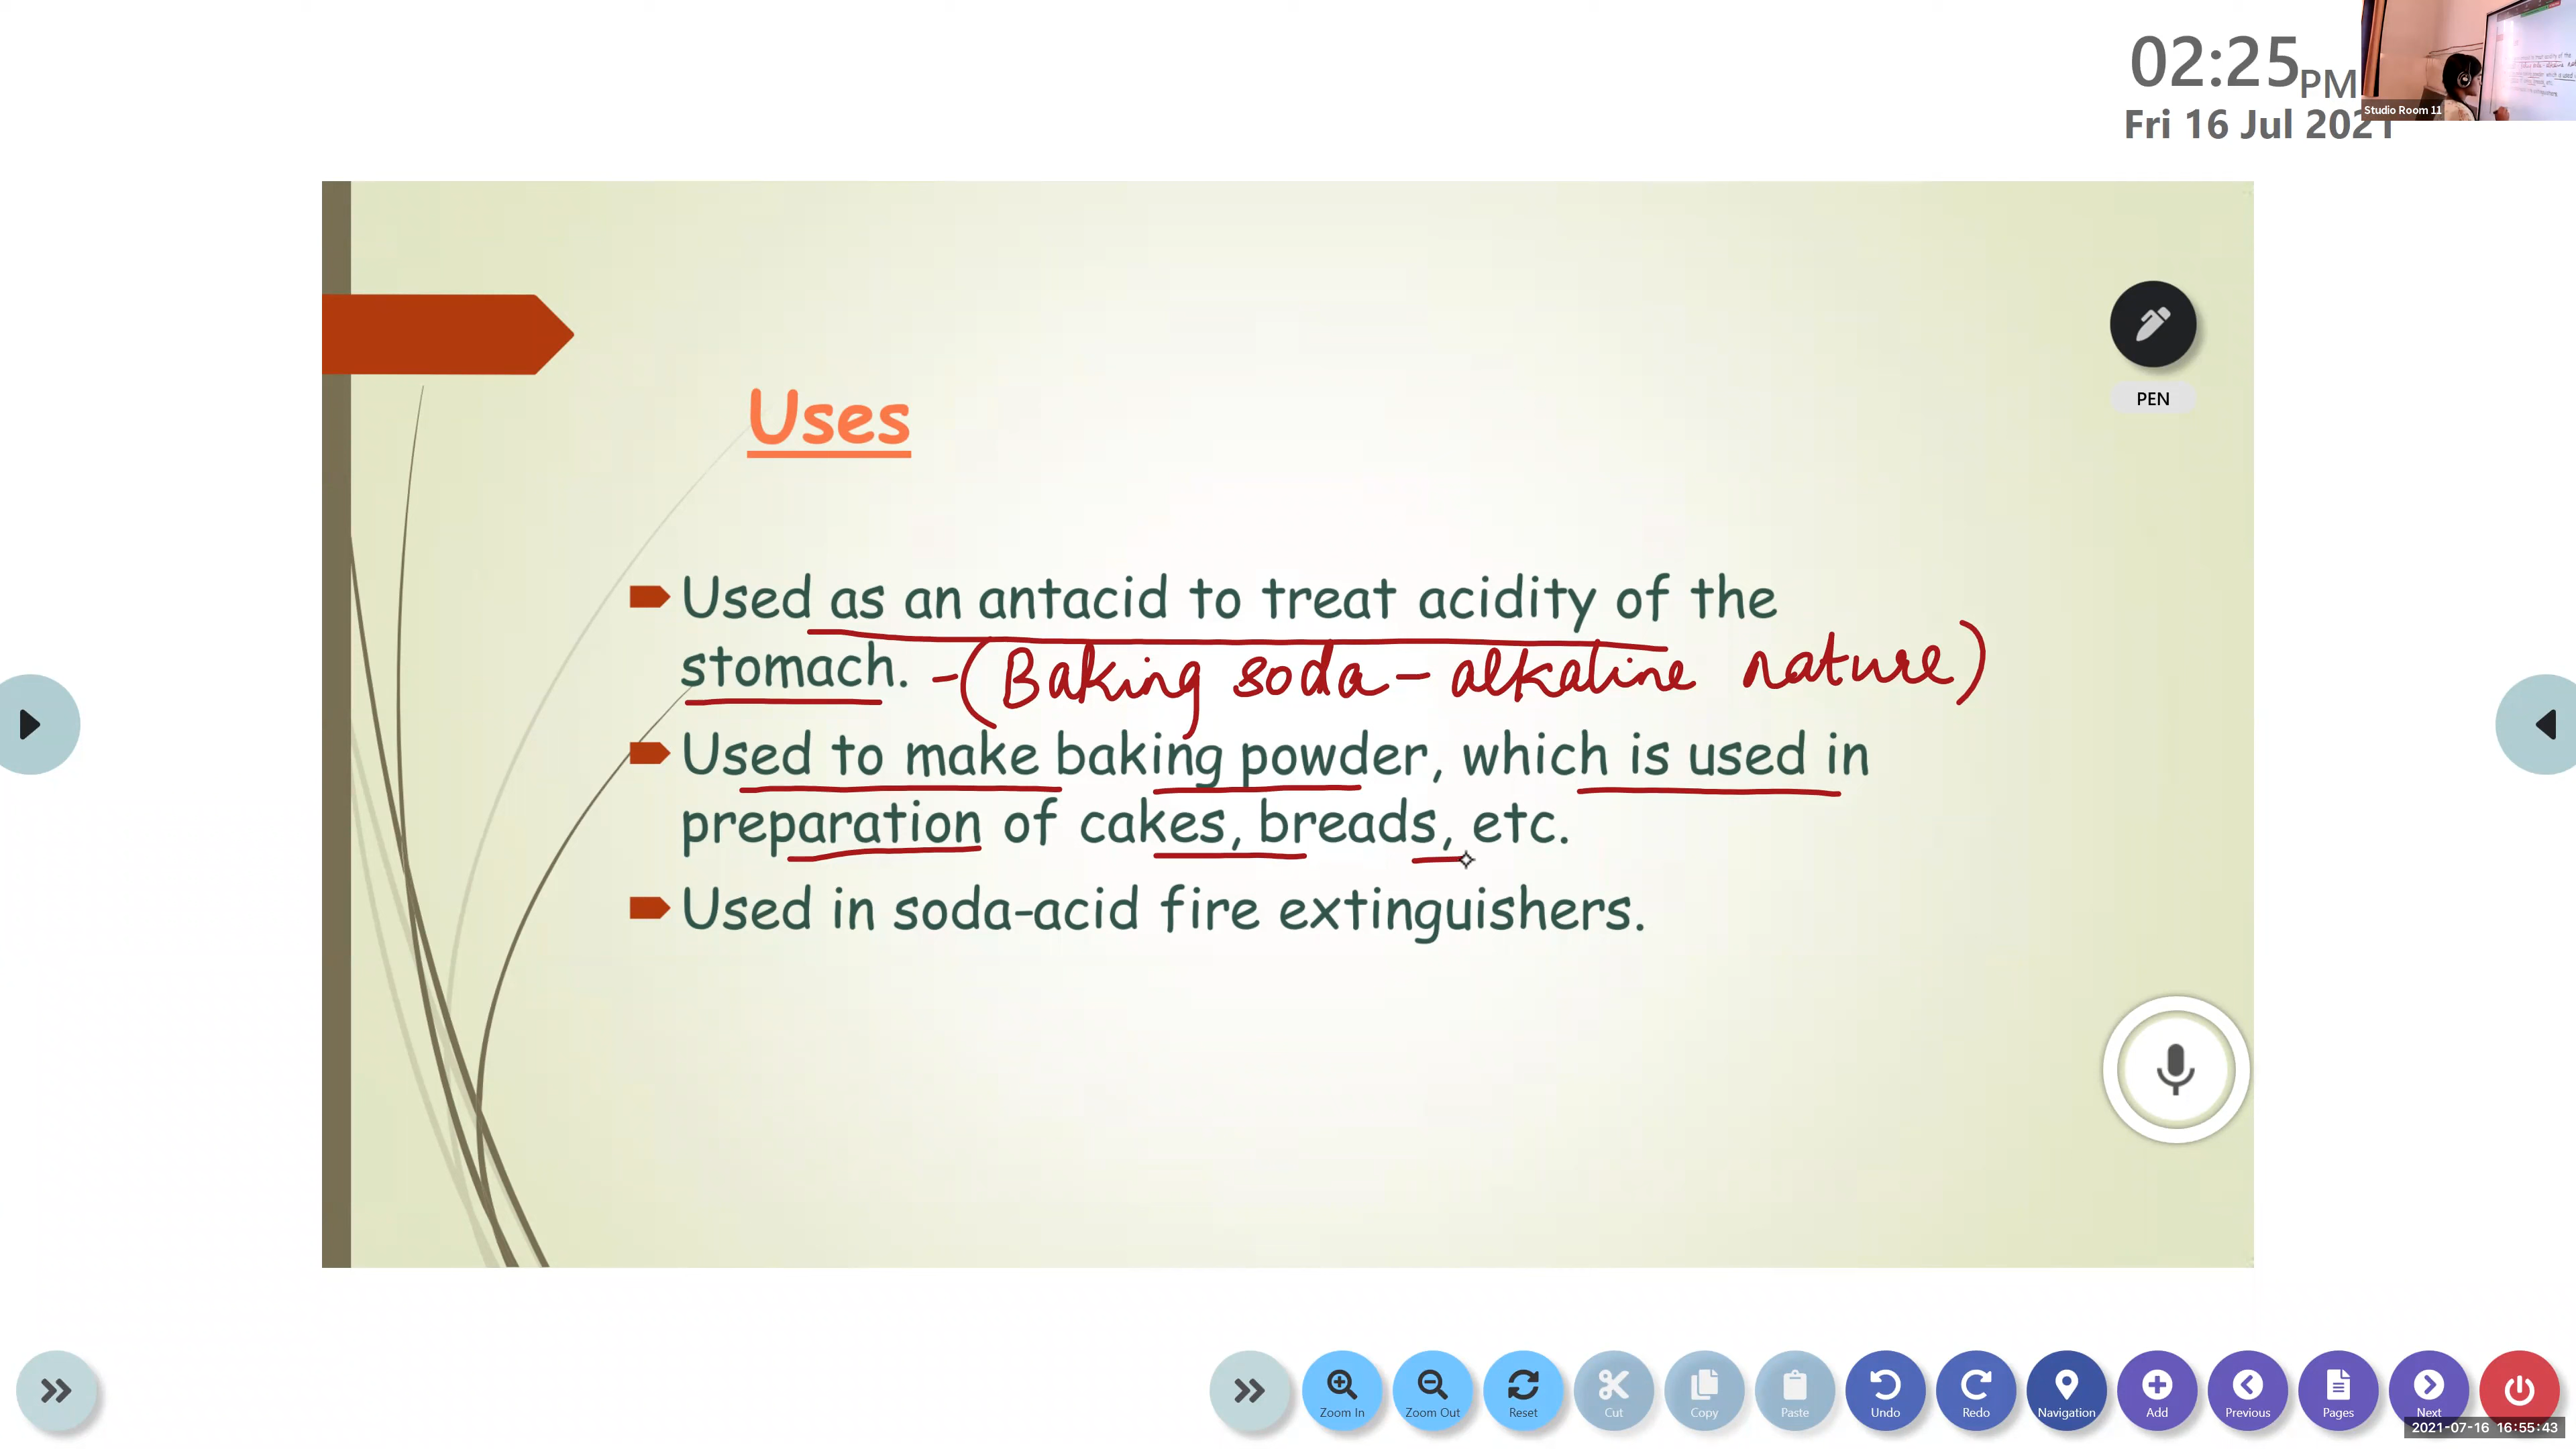 02:25PM
Studio Room 11
Fri 16 Jul 2021
PEN
Uses
Used as an antacid to treat acidity of the
stomach. -(Baking soda - alkaline nature)
Used to make baking powder, which is used in
preparation of cakes, breads, etc.
Used in soda-acid fire extinguishers.
Zoom In Zoom Out Reset Cut Copy Paste Undo Redo Navigation Add Previous Pages Next
2021-07-16 16:55:43